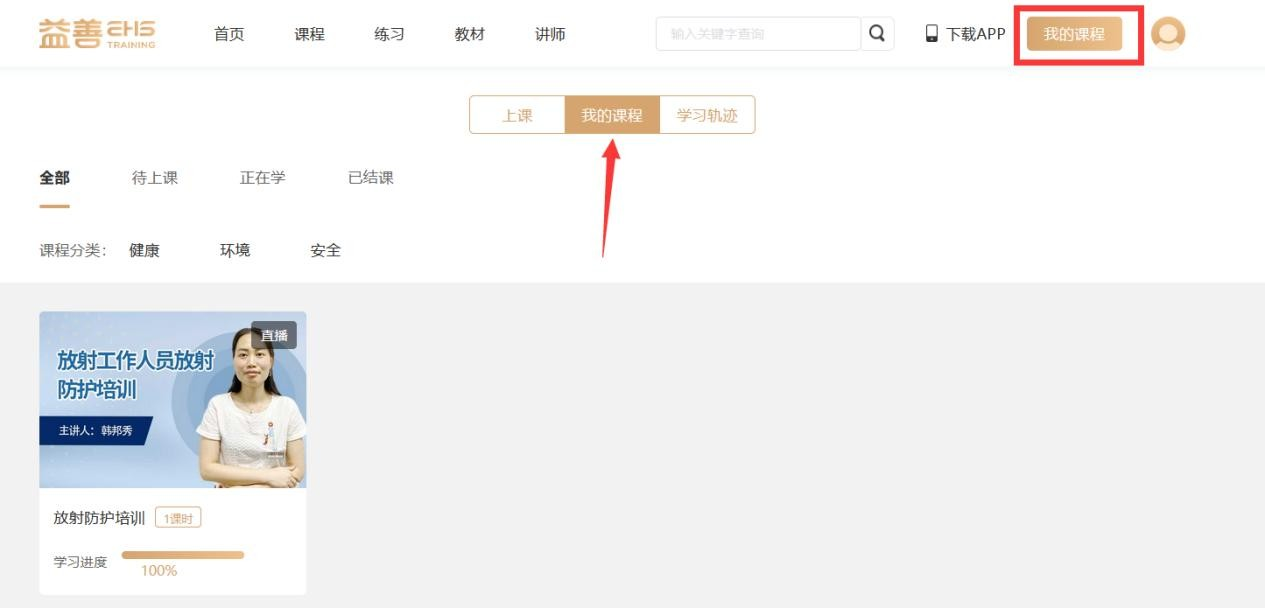 益善 EHS
TRAINING
首页 课程 练习 教材 讲师 输入关键字查询 下载APP 我的课程
上课 我的课程 学习轨迹
全部 待上课 正在学 已结课
课程分类： 健康 环境 安全
直播
放射工作人员放射
防护培训
主讲人：韩邦秀
放射防护培训 1课时
学习进度
100%